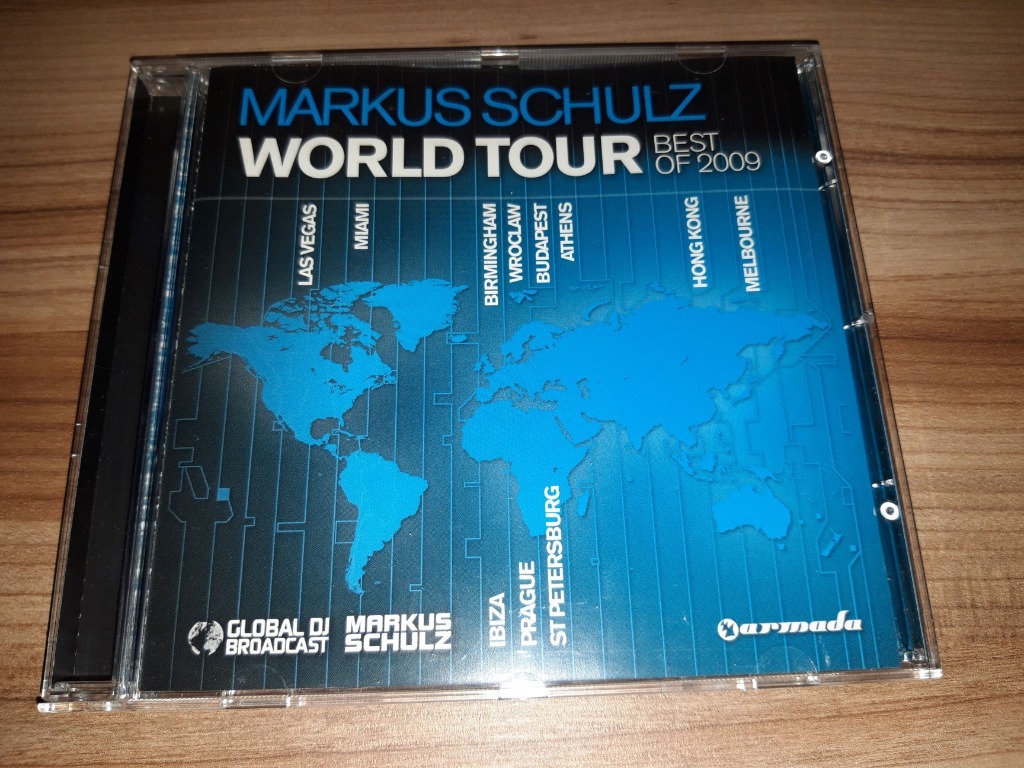 MARKUS SCHULZ
WORLD TOUR
BEST
OF 2009
LAS VEGAS
MIAMI
BIRMINGHAM
WROCLAW
BUDAPEST
ATHENS
HONG KONG
MELBOURNE
IBIZA
PRAGUE
ST PETERSBURG
GLOBAL DJ
BROADCAST
MARKUS
SCHULZ
armada